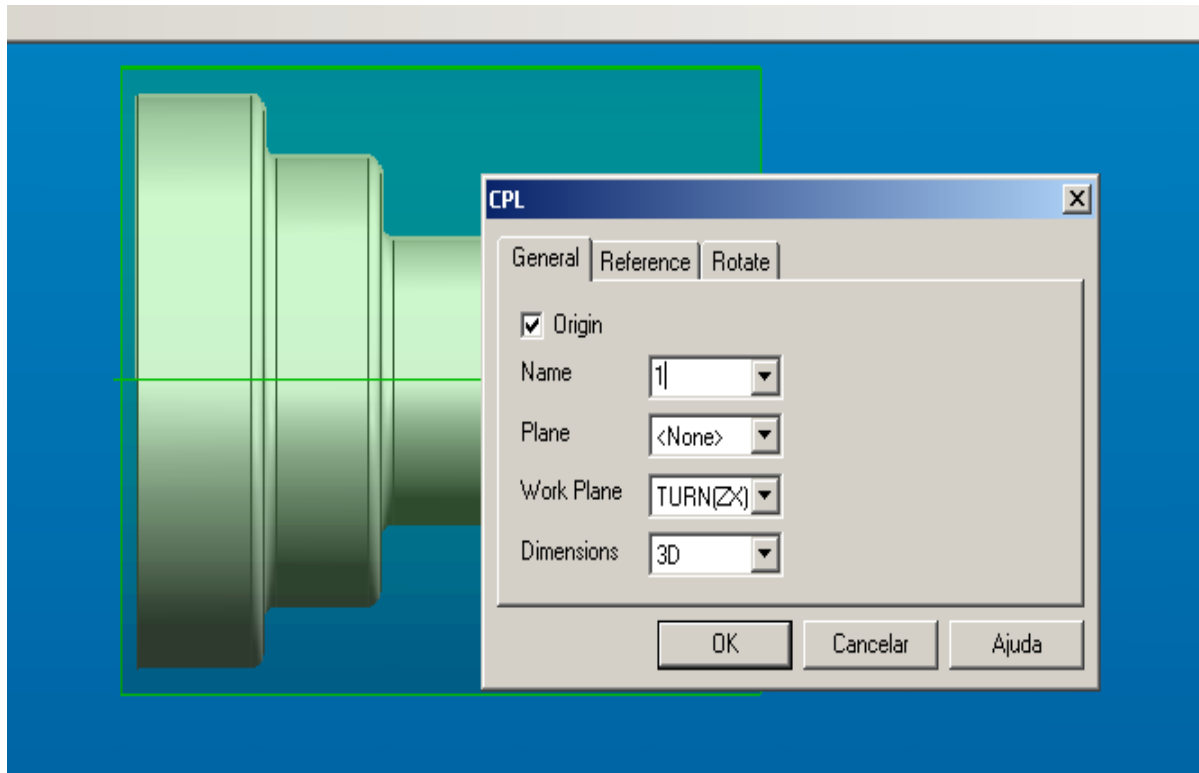 CPL
General Reference Rotate
Origin
Name 1
Plane <None>
Work Plane TURN(ZX)
Dimensions 3D
OK Cancelar Ajuda